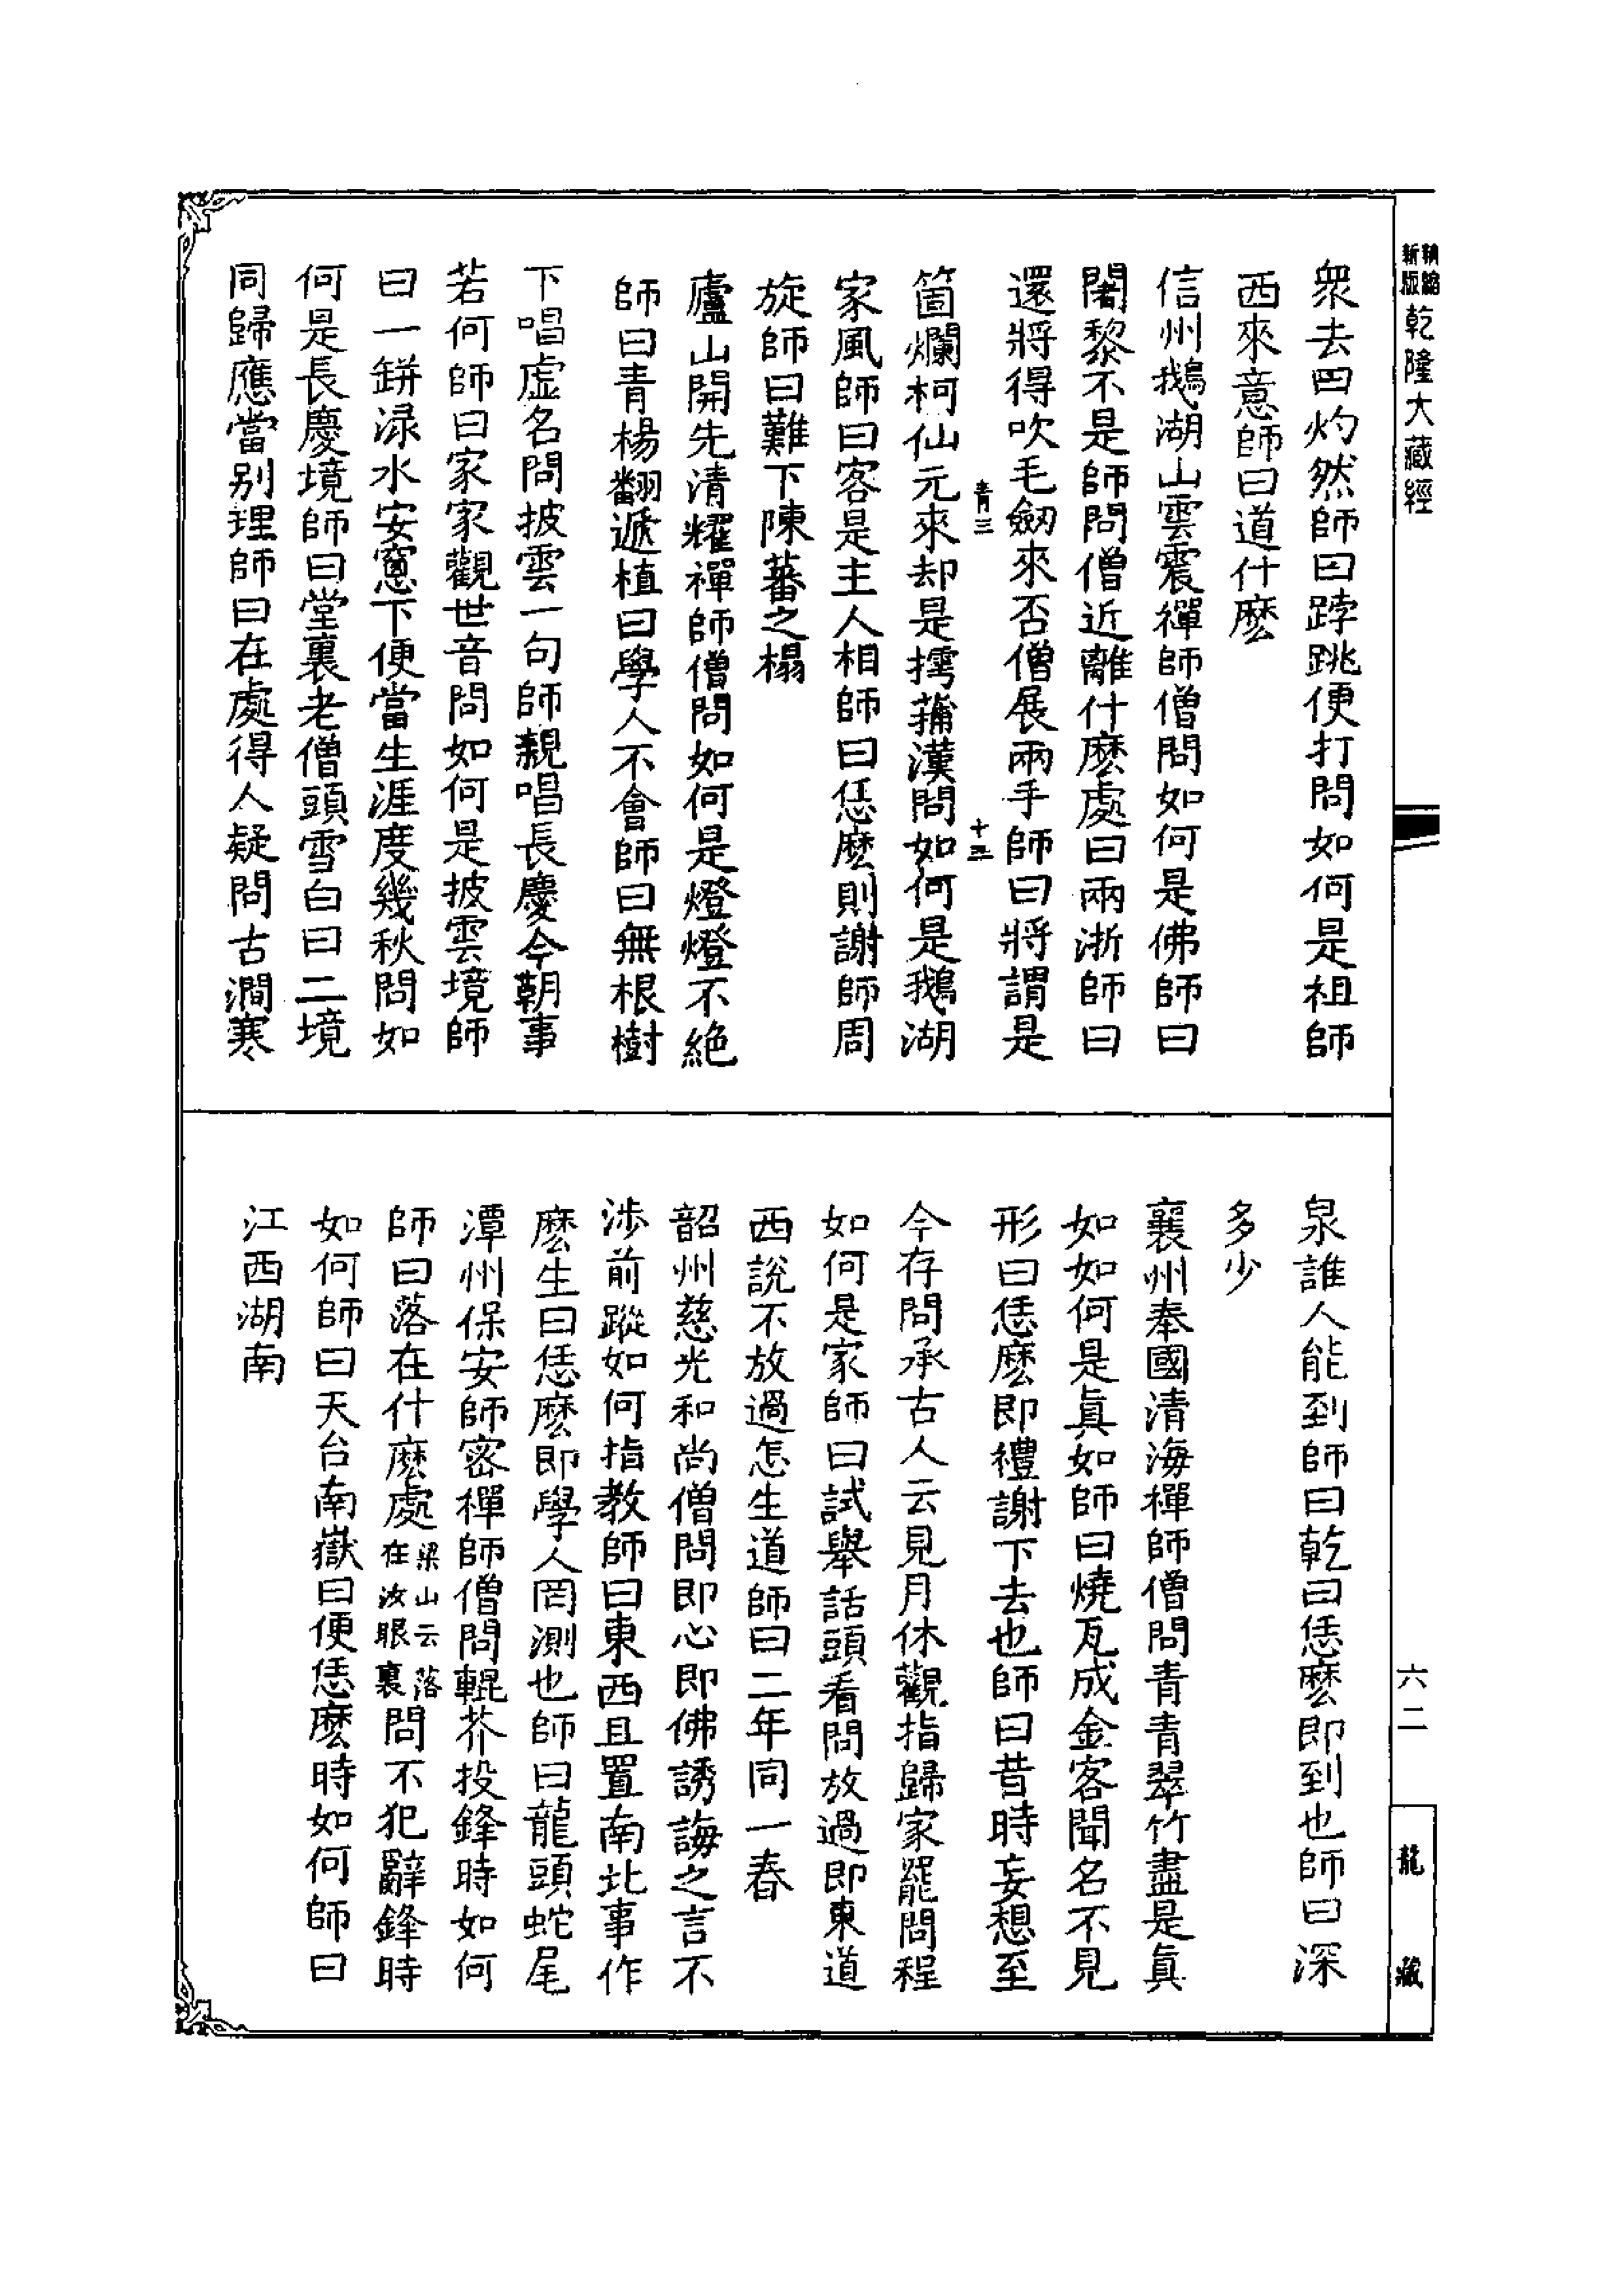 新版 精縮 乾隆大藏經
衆去四灼然師曰跨跳便打問如何是祖師
西來意師曰道什麽
信州鵝湖山雲震禪師僧問如何是佛師曰
闍黎不是師問僧近離什麽處曰兩浙師曰
還將得吹毛劔來否僧展兩手師曰將謂是
箇爛柯仙元來却是摴蒱漢問如何是鵝湖
家風師曰客是主人相師曰恁麽則謝師周
旋師曰難下陳蕃之榻
廬山開先清耀禪師僧問如何是燈燈不絶
師曰青楊翻遞植曰學人不會師曰無根樹
下唱虚名問披雲一句師親唱長慶今朝事
若何師曰家家觀世音問如何是披雲境師
曰一缾渌水安窻下便當生涯度幾秋問如
何是長慶境師曰堂裏老僧頭雪白曰二境
同歸應當别理師曰在處得人疑問古澗寒
青三 十三
泉誰人能到師曰乾曰恁麽即到也師曰深
多少
襄州奉國清海禪師僧問青青翠竹盡是眞
如如何是眞如師曰燒瓦成金客聞名不見
形曰恁麽即禮謝下去也師曰昔時妄想至
今存問承古人云見月休觀指歸家罷問程
如何是家師曰試舉話頭看問放過即東道
西說不放過怎生道師曰二年同一春
韶州慈光和尚僧問即心即佛誘誨之言不
涉前蹤如何指教師曰東西且置南北事作
麽生曰恁麽即學人罔測也師曰龍頭蛇尾
潭州保安師密禪師僧問輥芥投鋒時如何
師曰落在什麽處梁山云落在汝眼裏問不犯辭鋒時
如何師曰天台南嶽曰便恁麽時如何師曰
江西湖南
六二
龍藏